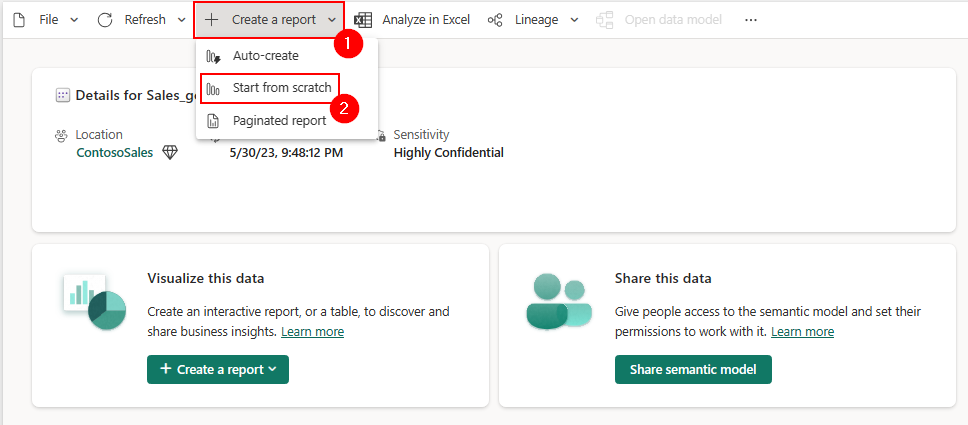 File
Refresh
Create a report
Analyze in Excel
Lineage
Open data model
1
Auto-create
Start from scratch
2
Paginated report
Details for Sales_g
Location
ContosoSales
5/30/23, 9:48:12 PM
Sensitivity
Highly Confidential
Visualize this data
Create an interactive report, or a table, to discover and
share business insights. Learn more
Create a report
Share this data
Give people access to the semantic model and set their
permissions to work with it. Learn more
Share semantic model